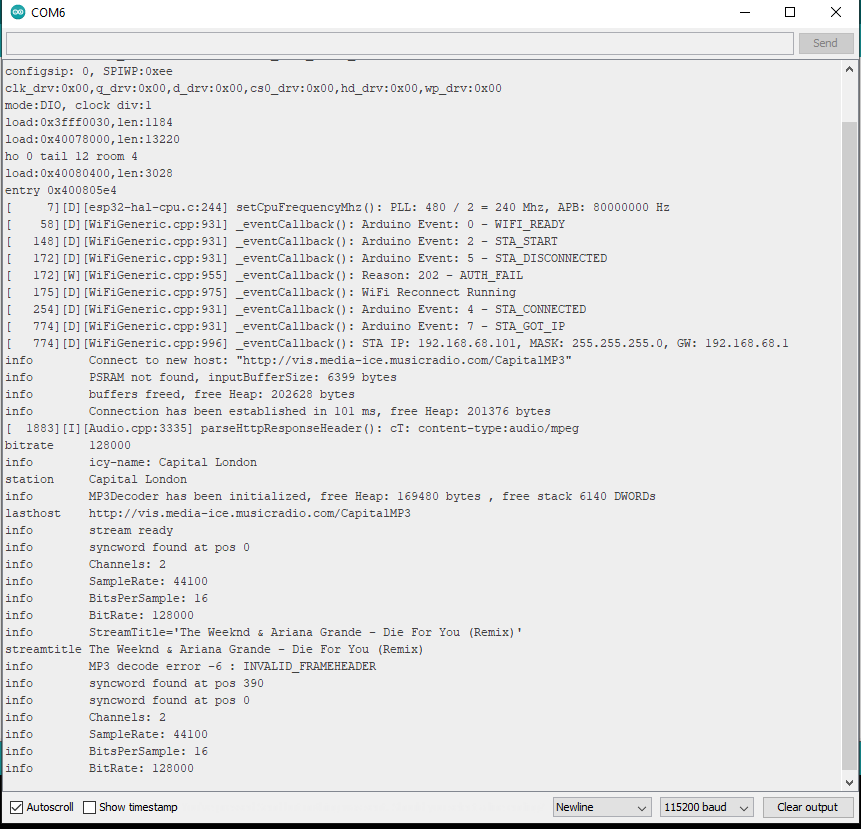 COM6
Send
configsip: 0, SPIWP:0xee
clk_drv:0x00,q_drv:0x00,d_drv:0x00,cs0_drv:0x00,hd_drv:0x00,wp_drv:0x00
mode:DIO, clock div:1
load:0x3fff0030,len:1184
load:0x40078000,len:13220
ho 0 tail 12 room 4
load:0x40080400,len:3028
entry 0x400805e4
[     7][D][esp32-hal-cpu.c:244] setCpuFrequencyMhz(): PLL: 480 / 2 = 240 Mhz, APB: 80000000 Hz
[    58][D][WiFiGeneric.cpp:931] _eventCallback(): Arduino Event: 0 - WIFI_READY
[   148][D][WiFiGeneric.cpp:931] _eventCallback(): Arduino Event: 2 - STA_START
[   172][D][WiFiGeneric.cpp:931] _eventCallback(): Arduino Event: 5 - STA_DISCONNECTED
[   172][W][WiFiGeneric.cpp:955] _eventCallback(): Reason: 202 - AUTH_FAIL
[   175][D][WiFiGeneric.cpp:975] _eventCallback(): WiFi Reconnect Running
[   254][D][WiFiGeneric.cpp:931] _eventCallback(): Arduino Event: 4 - STA_CONNECTED
[   774][D][WiFiGeneric.cpp:931] _eventCallback(): Arduino Event: 7 - STA_GOT_IP
[   774][D][WiFiGeneric.cpp:996] _eventCallback(): STA IP: 192.168.68.101, MASK: 255.255.255.0, GW: 192.168.68.1
info        Connect to new host: "http://vis.media-ice.musicradio.com/CapitalMP3"
info        PSRAM not found, inputBufferSize: 6399 bytes
info        buffers freed, free Heap: 202628 bytes
info        Connection has been established in 101 ms, free Heap: 201376 bytes
[  1883][I][Audio.cpp:3335] parseHttpResponseHeader(): cT: content-type:audio/mpeg
bitrate     128000
info        icy-name: Capital London
station     Capital London
info        MP3Decoder has been initialized, free Heap: 169480 bytes , free stack 6140 DWORDs
lasthost    http://vis.media-ice.musicradio.com/CapitalMP3
info        stream ready
info        syncword found at pos 0
info        Channels: 2
info        SampleRate: 44100
info        BitsPerSample: 16
info        BitRate: 128000
info        StreamTitle='The Weeknd & Ariana Grande - Die For You (Remix)'
streamtitle The Weeknd & Ariana Grande - Die For You (Remix)
info        MP3 decode error -6 : INVALID_FRAMEHEADER
info        syncword found at pos 390
info        syncword found at pos 0
info        Channels: 2
info        SampleRate: 44100
info        BitsPerSample: 16
info        BitRate: 128000
Autoscroll Show timestamp Newline 115200 baud Clear output